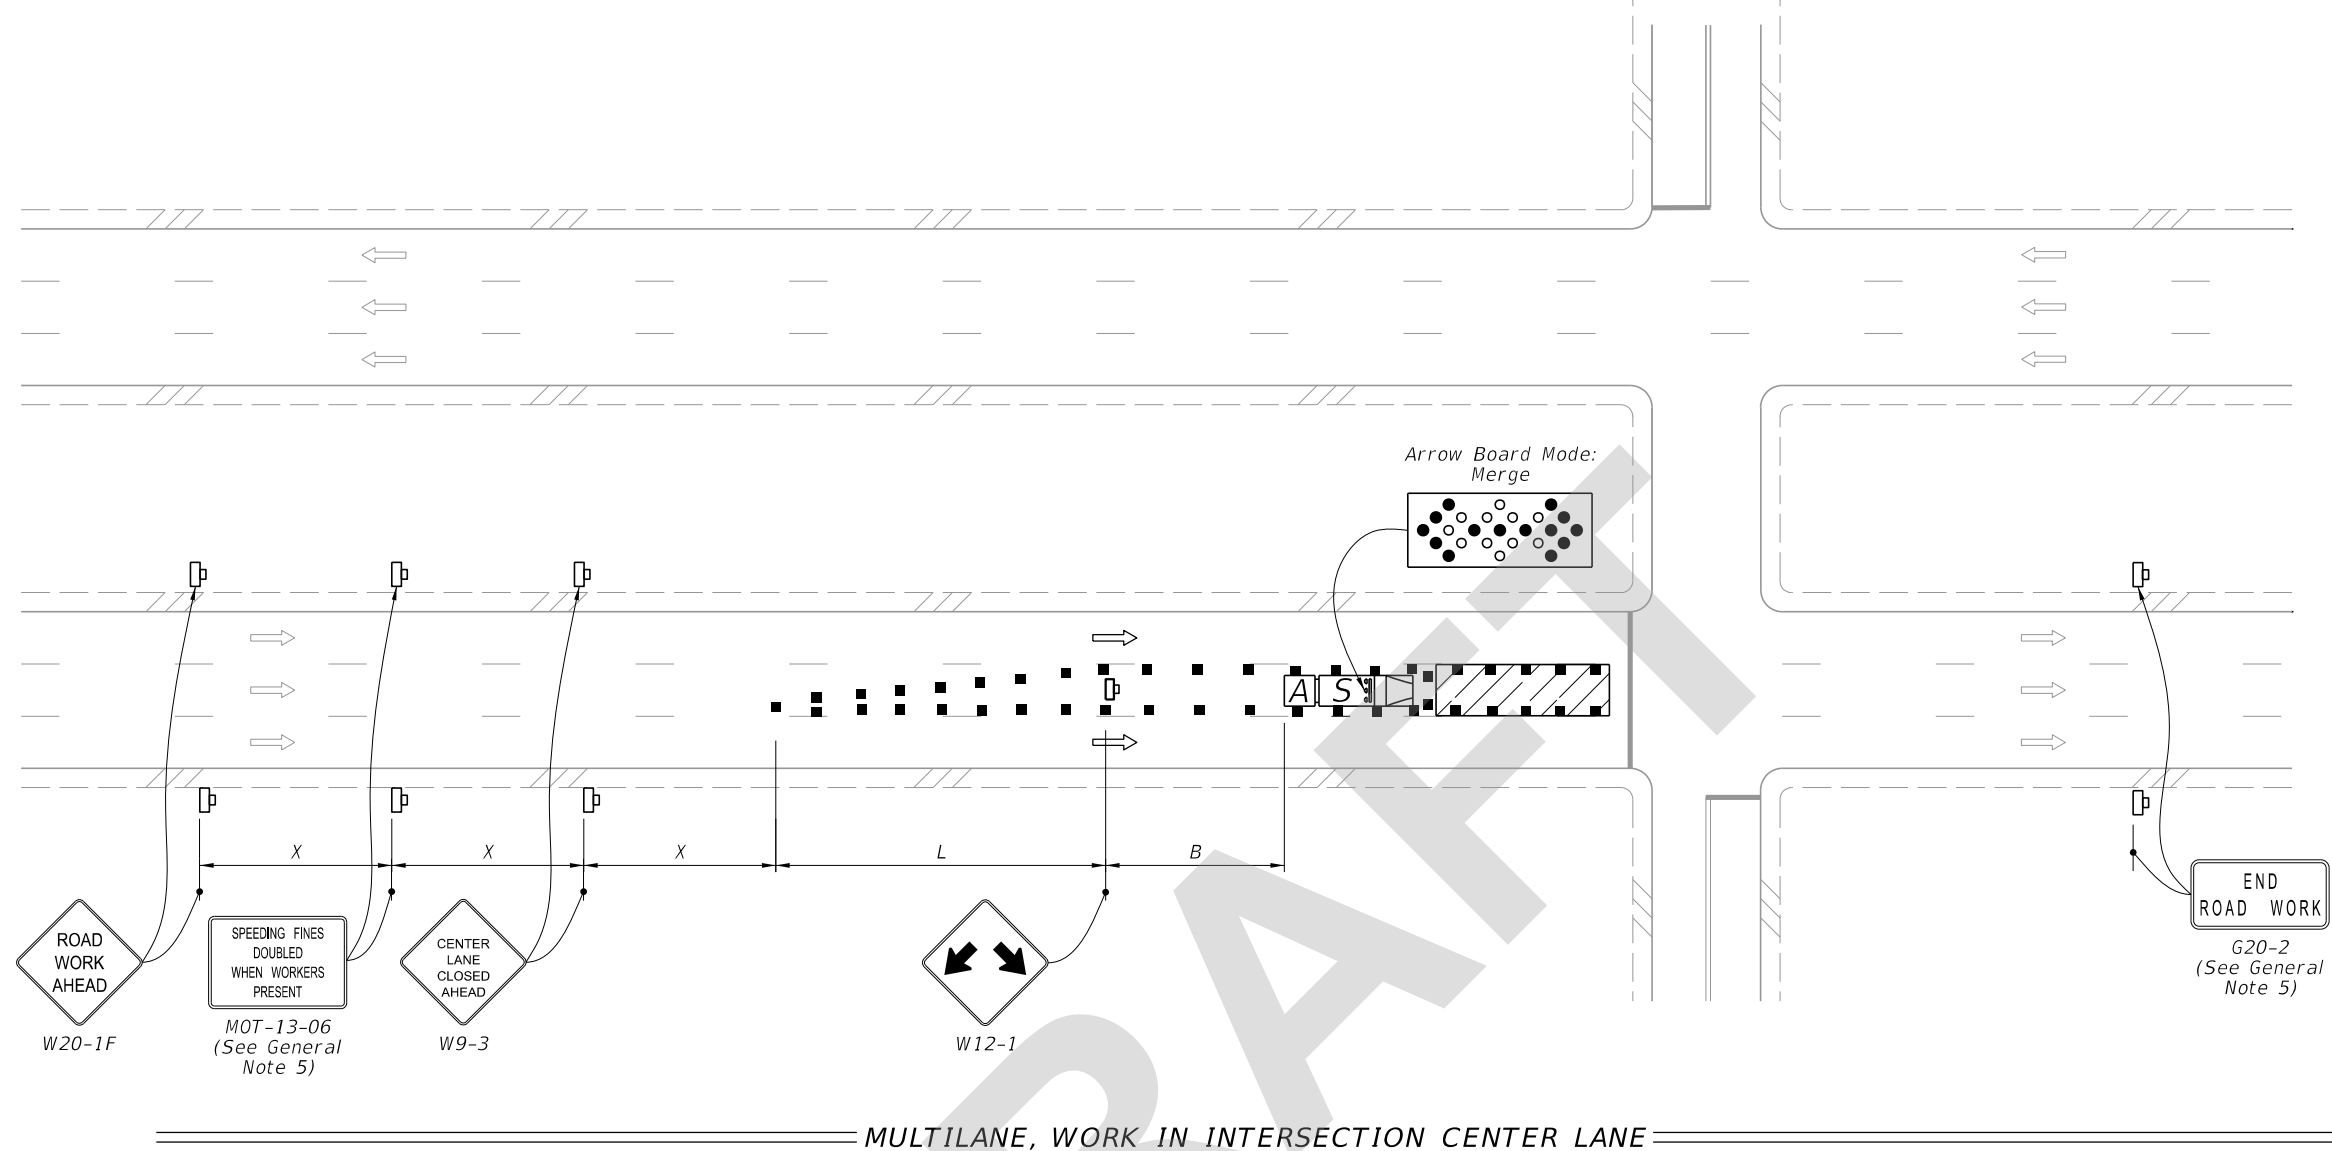 Arrow Board Mode:
Merge
A S
X X X L B
ROAD
WORK
AHEAD
W20-1F
SPEEDING FINES
DOUBLED
WHEN WORKERS
PRESENT
MOT-13-06
(See General
Note 5)
CENTER
LANE
CLOSED
AHEAD
W9-3
W12-1
END
ROAD WORK
G20-2
(See General
Note 5)
DRAFT
MULTILANE, WORK IN INTERSECTION CENTER LANE